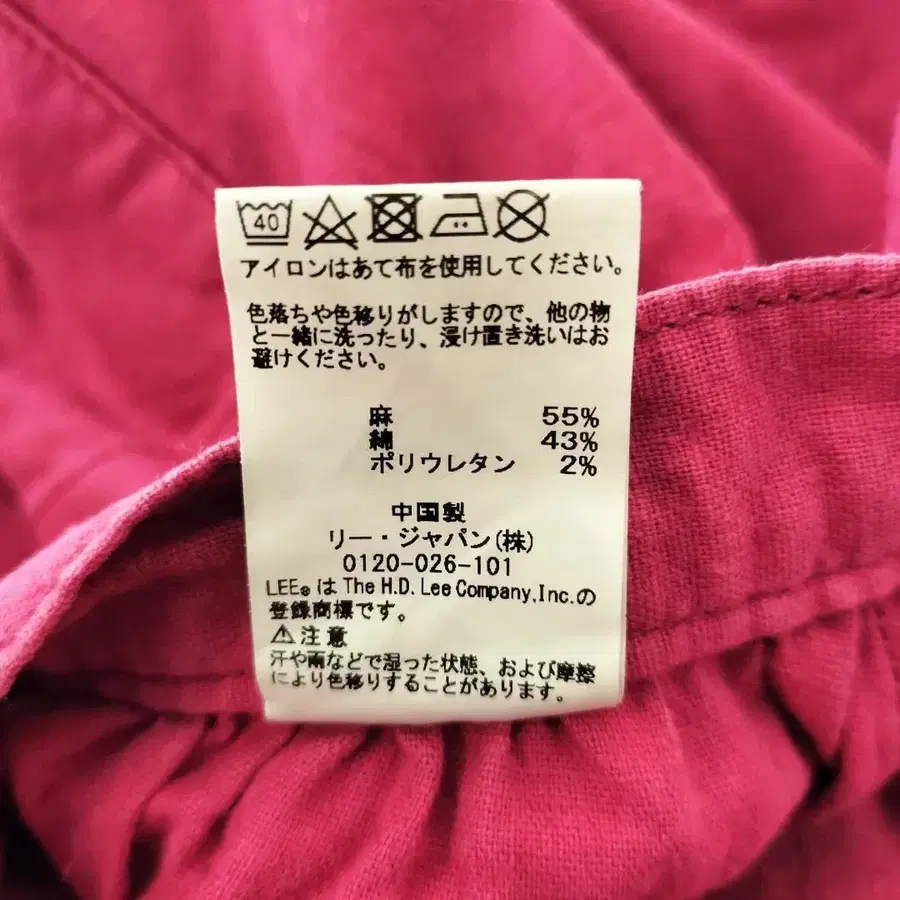 40
アイロンはあて布を使用してください。
色落ちや色移りがしますので、他の物
と一緒に洗ったり、浸け置き洗いはお
避けください。
麻 55%
綿 43%
ポリウレタン 2%
中国製
リー・ジャパン(株)
0120-026-101
LEE®は The H.D. Lee Company,Inc.の
登録商標です。
⚠注意
汗や雨などで湿った状態、および摩擦
により色移りすることがあります。